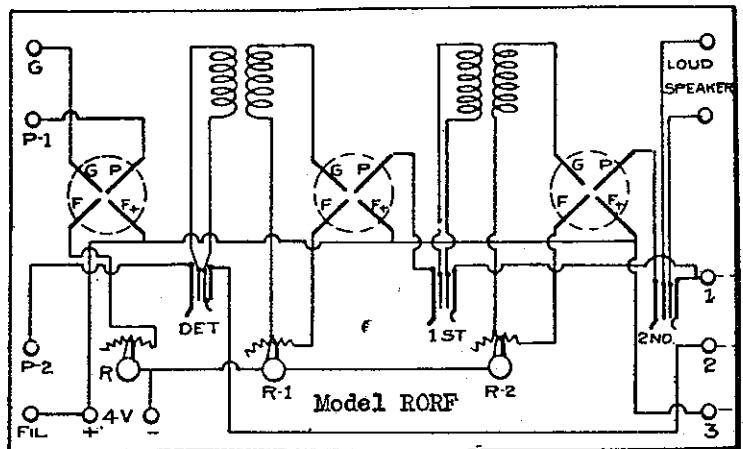 G
LOUD
SPEAKER
P-1
G P
F F+
G P
F F+
G P
F F+
1
DET
1ST
2ND.
P-2
R
R-1
R-2
2
Model RORF
FIL
+
4V
-
3